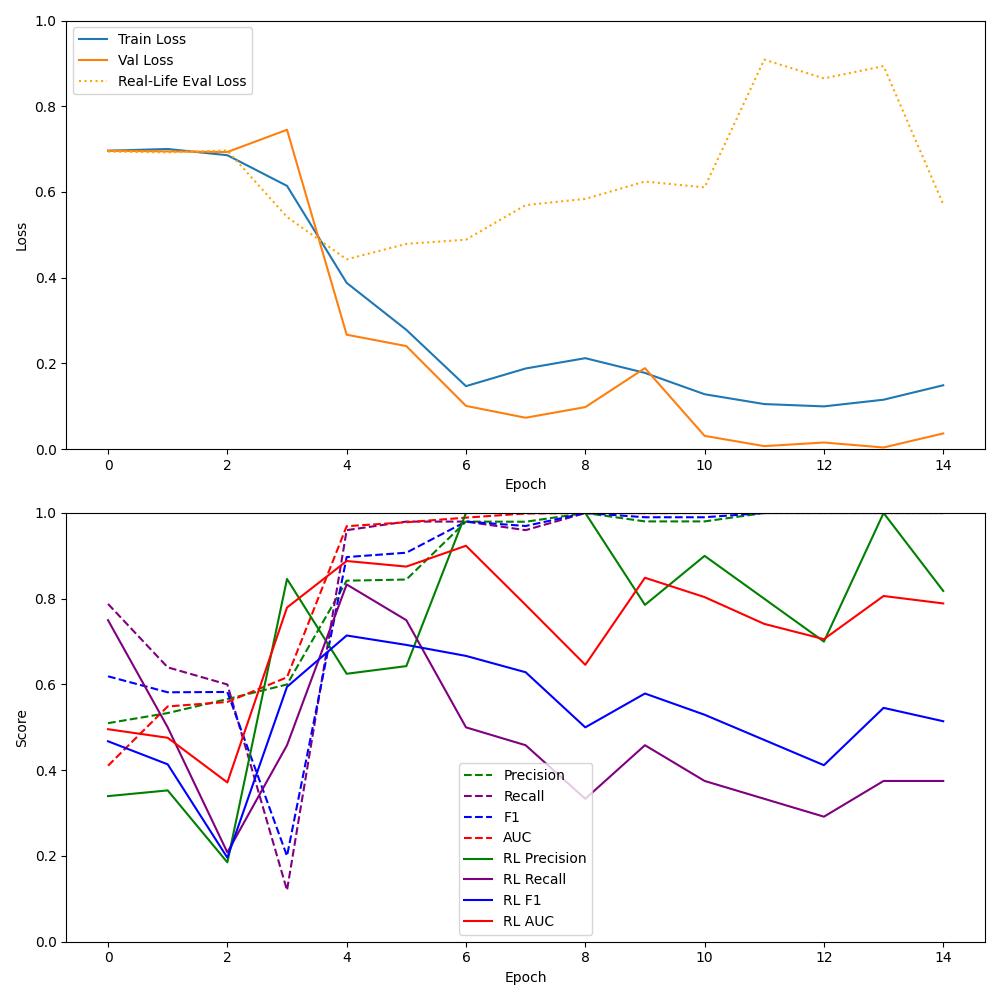 1.0
0.8
0.6
0.4
0.2
0.0
Loss
Train Loss
Val Loss
Real-Life Eval Loss
0 2 4 6 8 10 12 14
Epoch
1.0
0.8
0.6
0.4
0.2
0.0
Score
Precision
Recall
F1
AUC
RL Precision
RL Recall
RL F1
RL AUC
0 2 4 6 8 10 12 14
Epoch